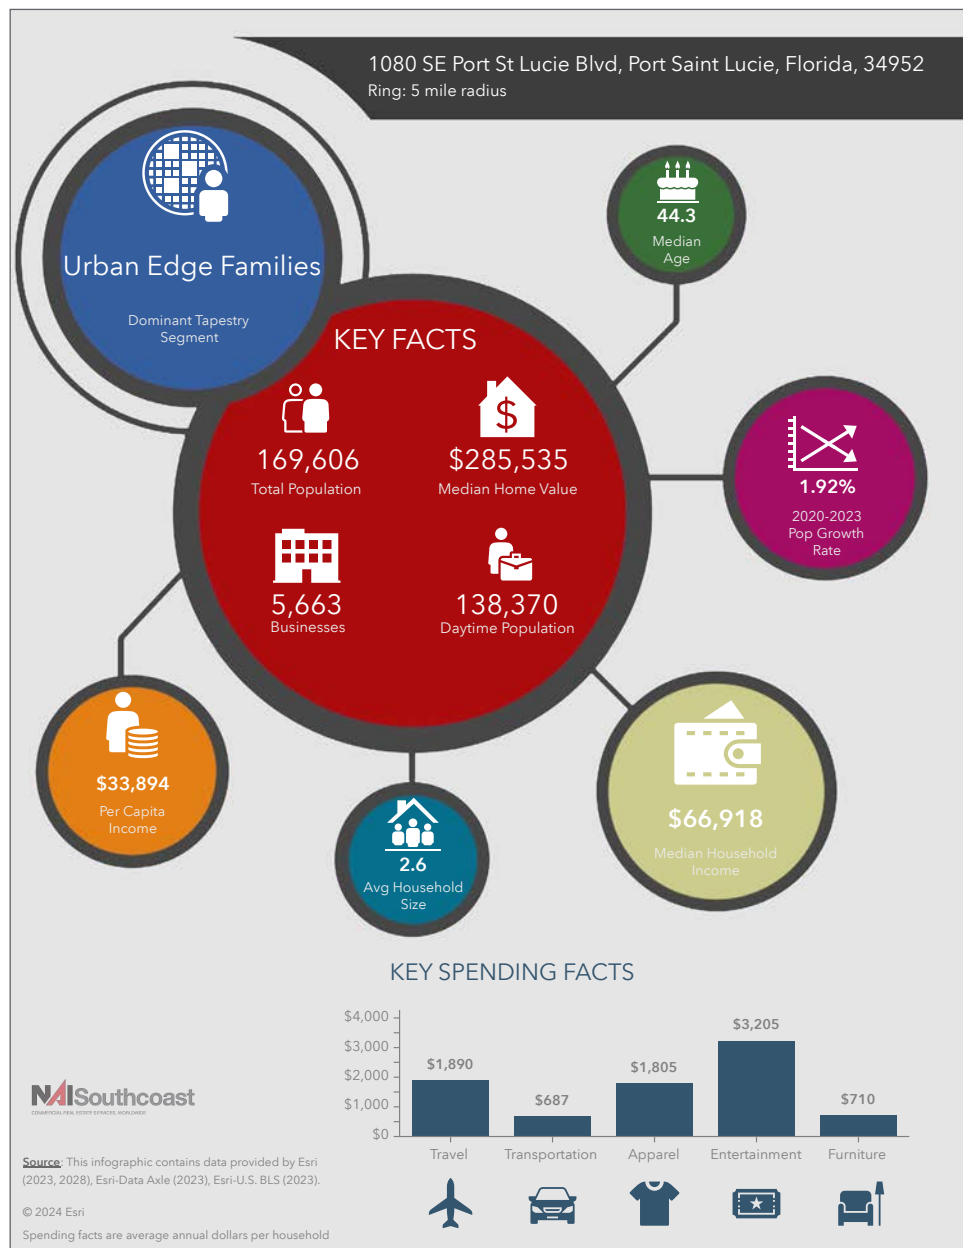 1080 SE Port St Lucie Blvd, Port Saint Lucie, Florida, 34952
Ring: 5 mile radius
Urban Edge Families
Dominant Tapestry
Segment
44.3
Median
Age
KEY FACTS
169,606
Total Population
$285,535
Median Home Value
5,663
Businesses
138,370
Daytime Population
1.92%
2020-2023
Pop Growth
Rate
$33,894
Per Capita
Income
2.6
Avg Household
Size
$66,918
Median Household
Income
KEY SPENDING FACTS
$4,000
$3,000
$2,000
$1,000
$0
$1,890
$687
$1,805
$3,205
$710
Travel
Transportation
Apparel
Entertainment
Furniture
NAISouthcoast
COMMERCIAL REAL ESTATE SERVICES, WORLDWIDE
Source: This infographic contains data provided by Esri
(2023, 2028), Esri-Data Axle (2023), Esri-U.S. BLS (2023).
© 2024 Esri
Spending facts are average annual dollars per household